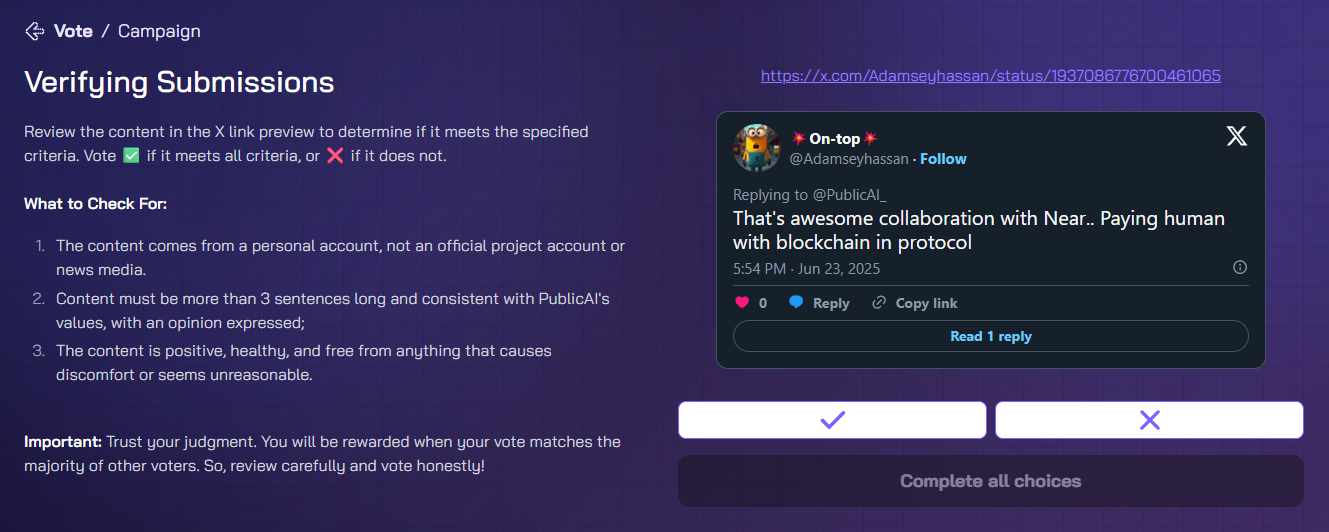 Vote / Campaign
Verifying Submissions
Review the content in the X link preview to determine if it meets the specified
criteria. Vote ✅ if it meets all criteria, or ❌ if it does not.
What to Check For:
1. The content comes from a personal account, not an official project account or
news media.
2. Content must be more than 3 sentences long and consistent with PublicAI's
values, with an opinion expressed;
3. The content is positive, healthy, and free from anything that causes
discomfort or seems unreasonable.
Important: Trust your judgment. You will be rewarded when your vote matches the
majority of other voters. So, review carefully and vote honestly!
https://x.com/Adamseyhassan/status/1937086776700461065
💥 On-top 💥
@Adamseyhassan · Follow
Replying to @PublicAI_
That's awesome collaboration with Near.. Paying human
with blockchain in protocol
5:54 PM · Jun 23, 2025
0 Reply Copy link
Read 1 reply
Complete all choices